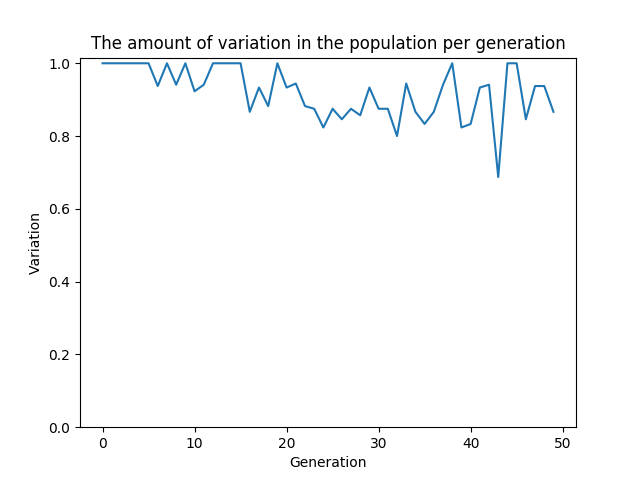 The amount of variation in the population per generation
1.0
0.8
0.6
0.4
0.2
0.0
Variation
0 10 20 30 40 50
Generation